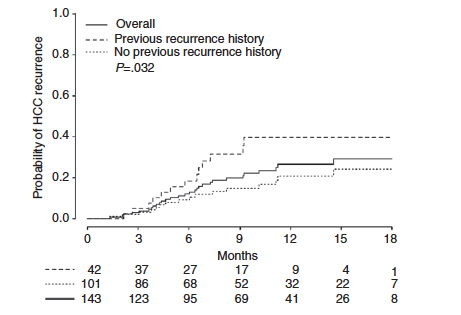 1.0
0.8
0.6
0.4
0.2
0.0
Probability of HCC recurrence
Overall
Previous recurrence history
No previous recurrence history
P=.032
0 3 6 9 12 15 18
Months
42 37 27 17 9 4 1
101 86 68 52 32 22 7
143 123 95 69 41 26 8